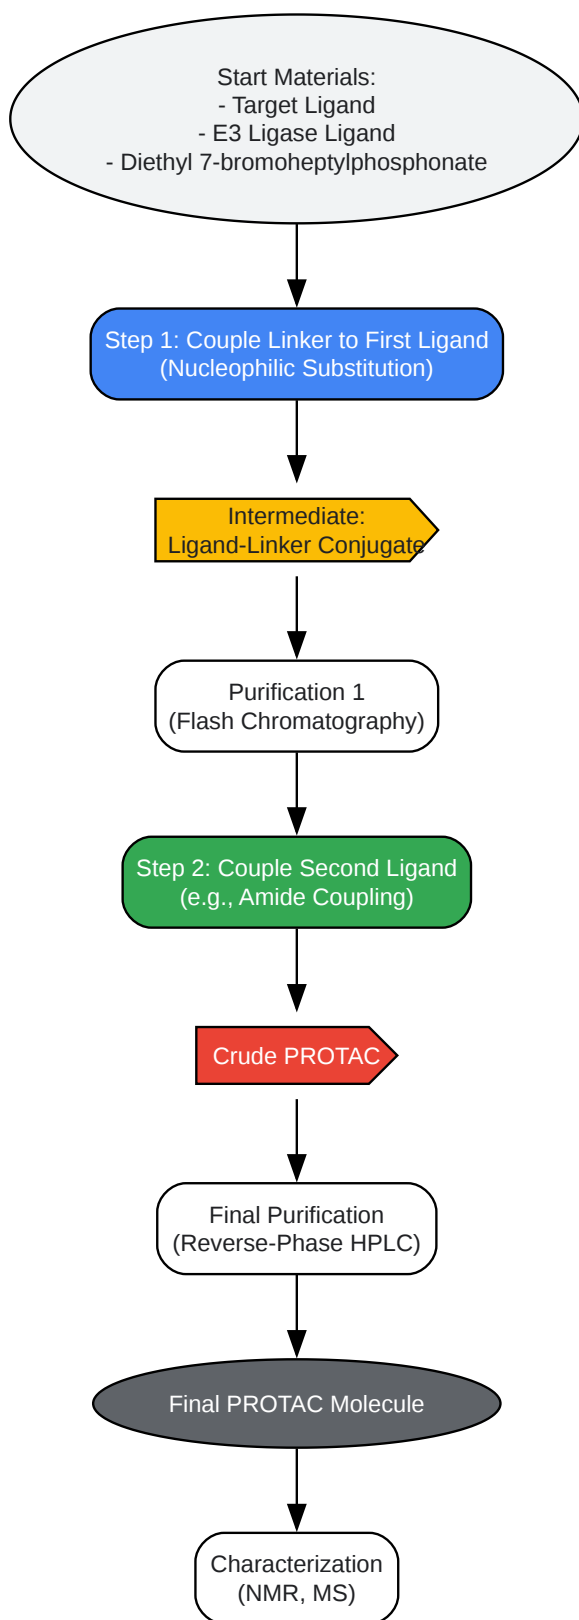 Start Materials:
- Target Ligand
- E3 Ligase Ligand
- Diethyl 7-bromoheptylphosphonate
Step 1: Couple Linker to First Ligand
(Nucleophilic Substitution)
Intermediate:
Ligand-Linker Conjugate
Purification 1
(Flash Chromatography)
Step 2: Couple Second Ligand
(e.g., Amide Coupling)
Crude PROTAC
Final Purification
(Reverse-Phase HPLC)
Final PROTAC Molecule
Characterization
(NMR, MS)